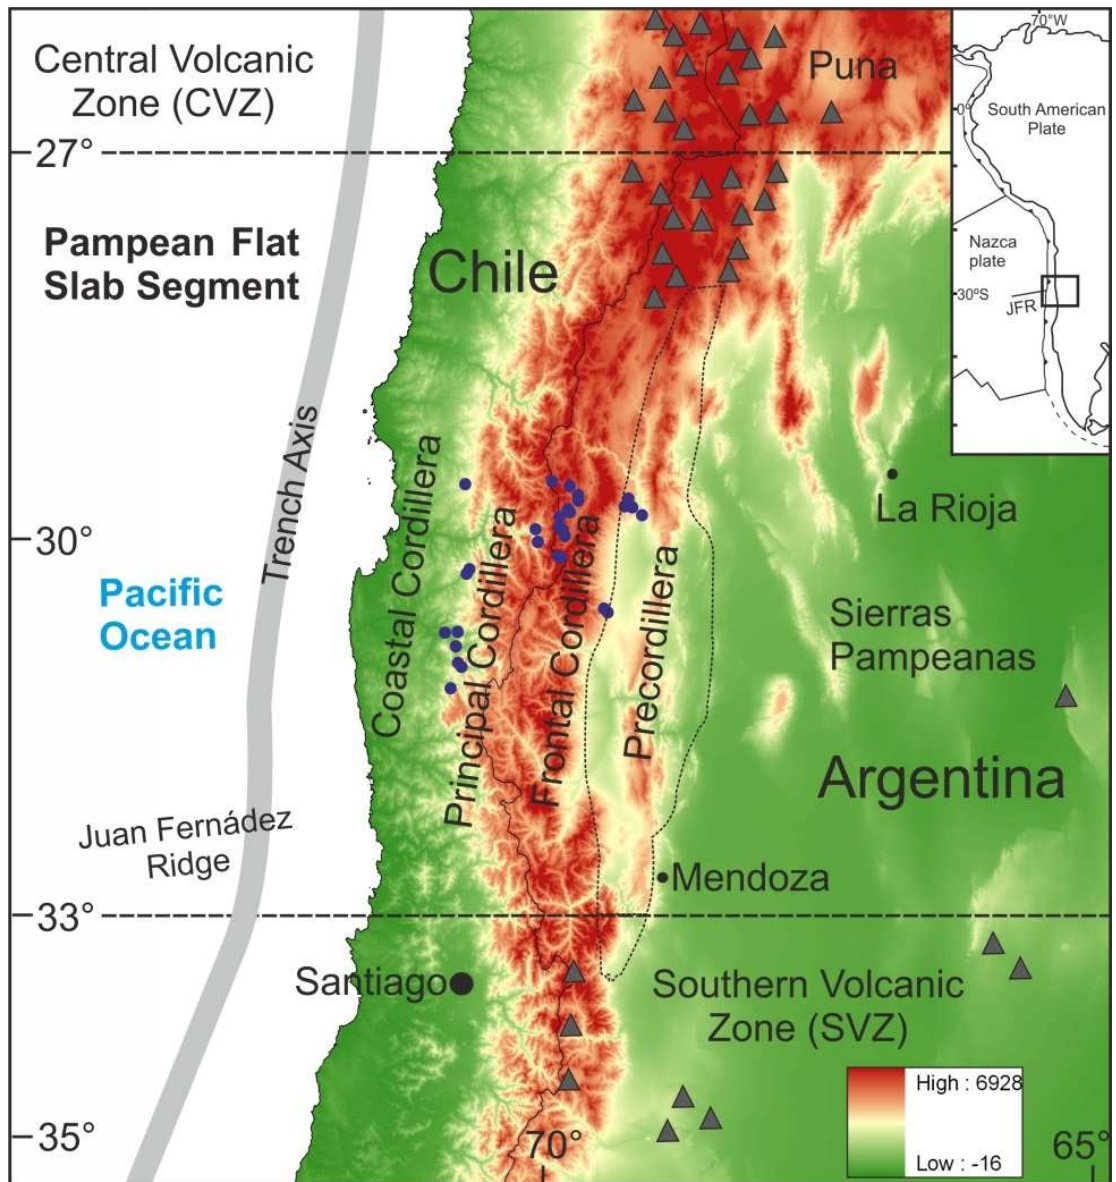 Central Volcanic
Zone (CVZ)
Puna
70°W
0°
South American
Plate
Nazca
plate
30°S
JFR
27°
Pampean Flat
Slab Segment
Chile
Trench Axis
Coastal Cordillera
Principal Cordillera
Frontal Cordillera
Precordillera
La Rioja
30°
Pacific
Ocean
Sierras
Pampeanas
Argentina
Juan Fernádez
Ridge
Mendoza
33°
Santiago
Southern Volcanic
Zone (SVZ)
High : 6928
Low : -16
35°
70°
65°